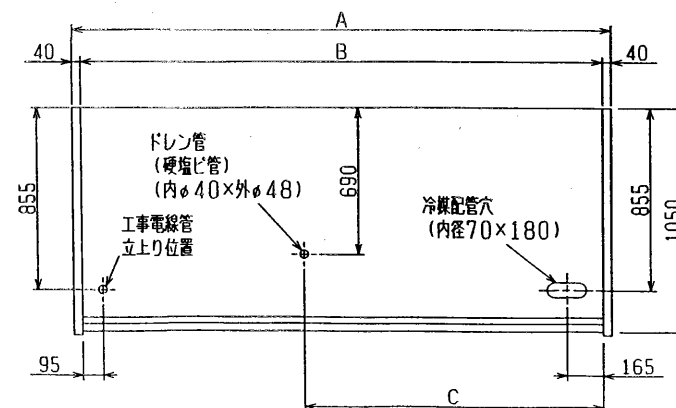 A
40
B
40
ドレン管
(硬塩ビ管)
(内φ40×外φ48)
855
690
855
1050
工事電線管
立上り位置
冷媒配管穴
(内径70×180)
95
165
C